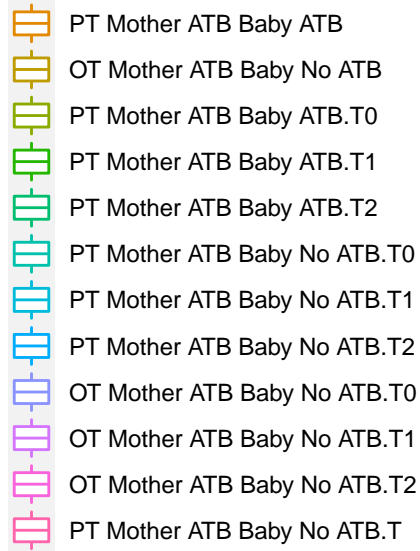 PT Mother ATB Baby ATB
OT Mother ATB Baby No ATB
PT Mother ATB Baby ATB.T0
PT Mother ATB Baby ATB.T1
PT Mother ATB Baby ATB.T2
PT Mother ATB Baby No ATB.T0
PT Mother ATB Baby No ATB.T1
PT Mother ATB Baby No ATB.T2
OT Mother ATB Baby No ATB.T0
OT Mother ATB Baby No ATB.T1
OT Mother ATB Baby No ATB.T2
PT Mother ATB Baby No ATB.T